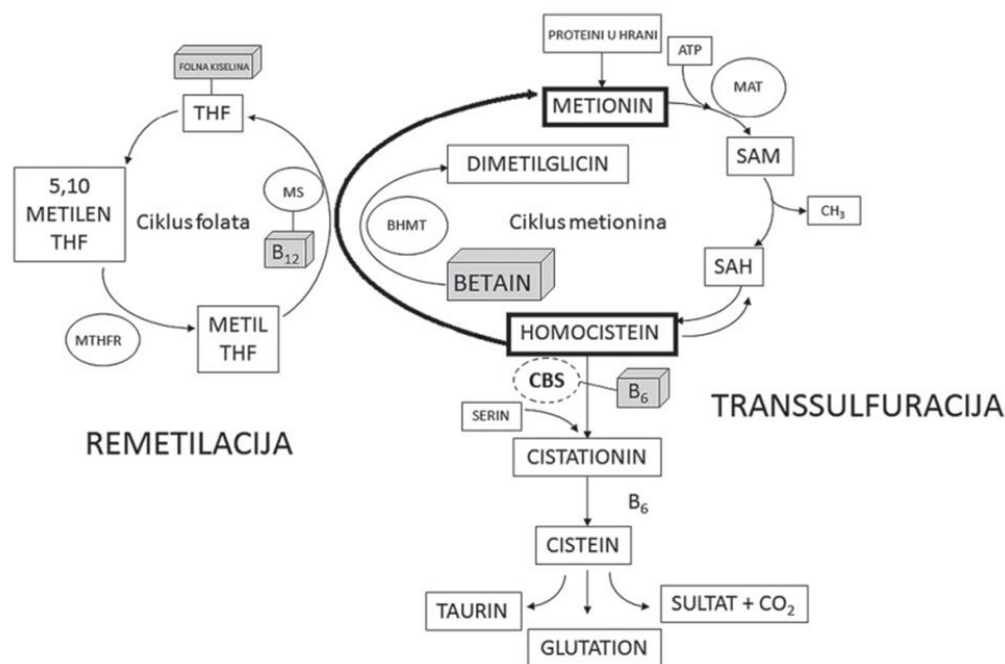 PROTEINI U HRANI
ATP
MAT
FOLNA KISELINA
THF
METIONIN
SAM
DIMETILGLICIN
5,10
METILEN
THF
Ciklus folata
MS
B12
BHMT
Ciklus metionina
CH3
BETAIN
SAH
MTHFR
METIL
THF
HOMOCISTEIN
CBS
B6
SERIN
TRANSSULFURACIJA
REMETILACIJA
CISTATIONIN
B6
CISTEIN
TAURIN
GLUTATION
SULTAT + CO2